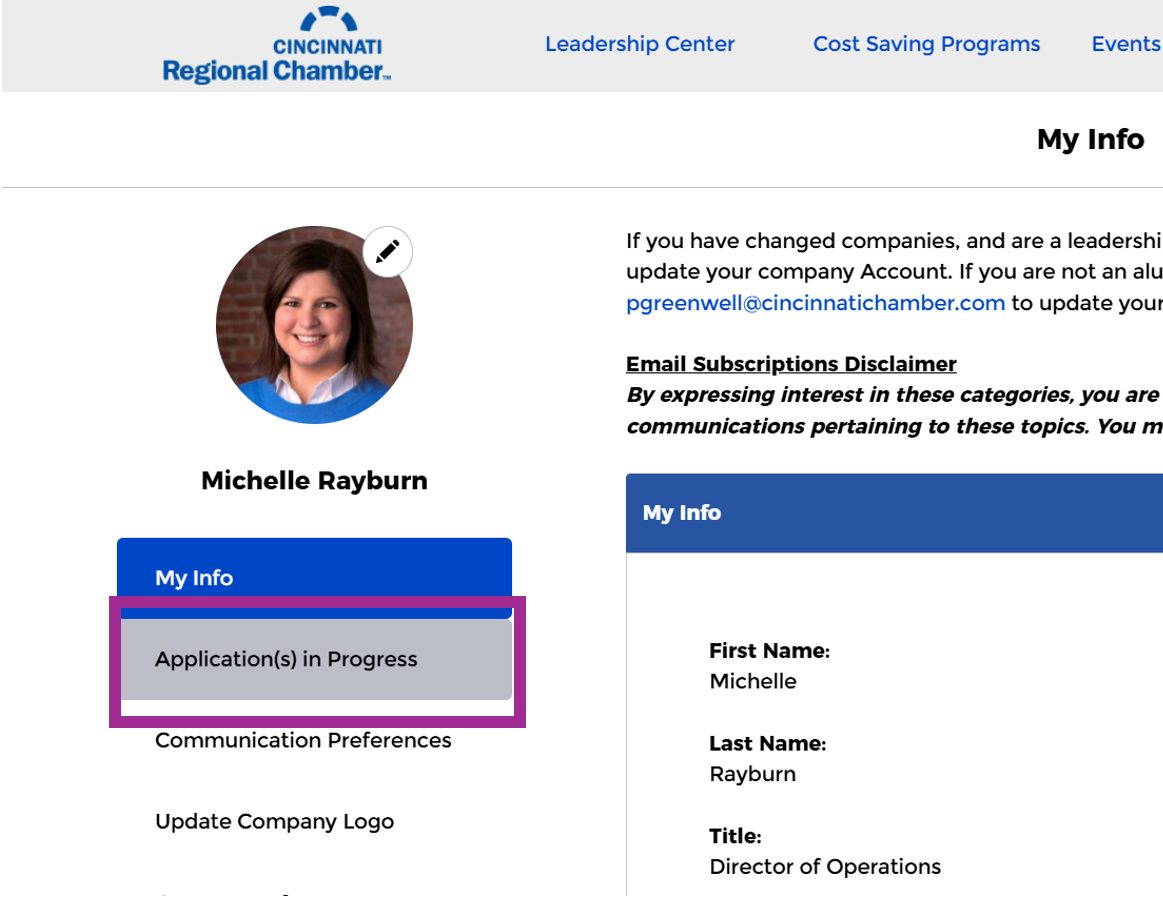 CINCINNATI
Regional Chamber™
Leadership Center
Cost Saving Programs
Events
My Info
Michelle Rayburn
My Info
Application(s) in Progress
Communication Preferences
Update Company Logo
If you have changed companies, and are a leadershi
update your company Account. If you are not an alu
pgreenwell@cincinnatichamber.com to update your
Email Subscriptions Disclaimer
By expressing interest in these categories, you are
communications pertaining to these topics. You m
My Info
First Name:
Michelle
Last Name:
Rayburn
Title:
Director of Operations